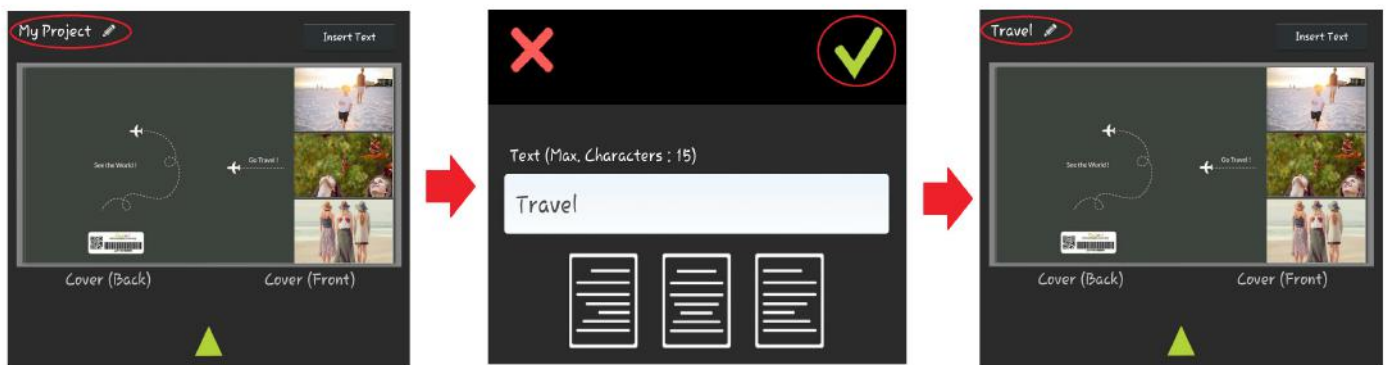 My Project
Insert Text
See the World !
Go Travel !
Cover (Back)
Cover (Front)
Text (Max. Characters : 15)
Travel
Travel
Insert Text
See the World !
Go Travel !
Cover (Back)
Cover (Front)